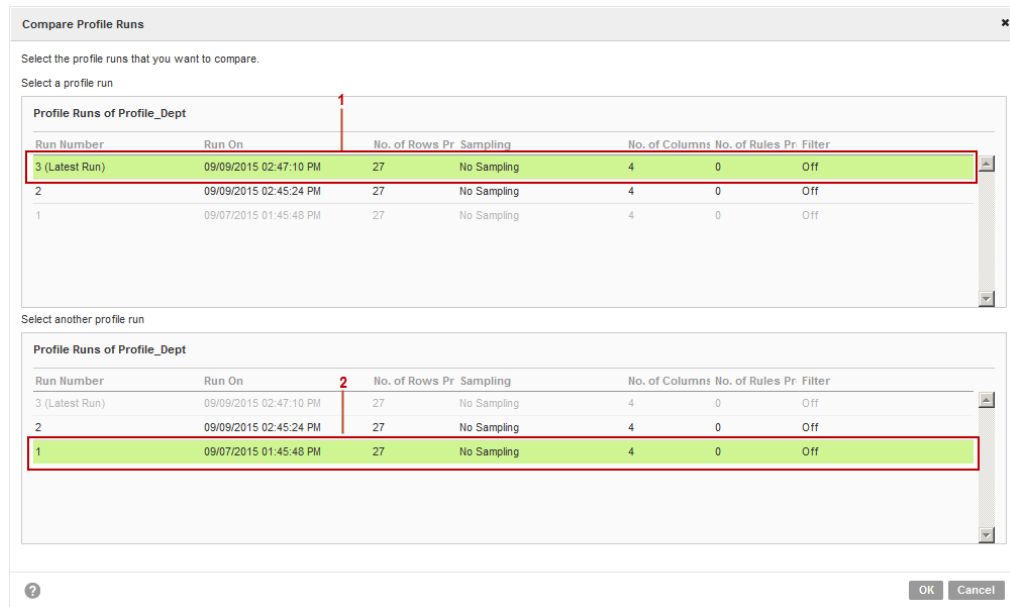 Compare Profile Runs
Select the profile runs that you want to compare.
Select a profile run
1
Profile Runs of Profile_Dept
Run Number Run On No. of Rows Pr Sampling No. of Columns No. of Rules Pr Filter
3 (Latest Run) 09/09/2015 02:47:10 PM 27 No Sampling 4 0 Off
2 09/09/2015 02:45:24 PM 27 No Sampling 4 0 Off
1 09/07/2015 01:45:48 PM 27 No Sampling 4 0 Off
Select another profile run
Profile Runs of Profile_Dept
Run Number Run On 2 No. of Rows Pr Sampling No. of Columns No. of Rules Pr Filter
3 (Latest Run) 09/09/2015 02:47:10 PM 27 No Sampling 4 0 Off
2 09/09/2015 02:45:24 PM 27 No Sampling 4 0 Off
1 09/07/2015 01:45:48 PM 27 No Sampling 4 0 Off
? OK Cancel